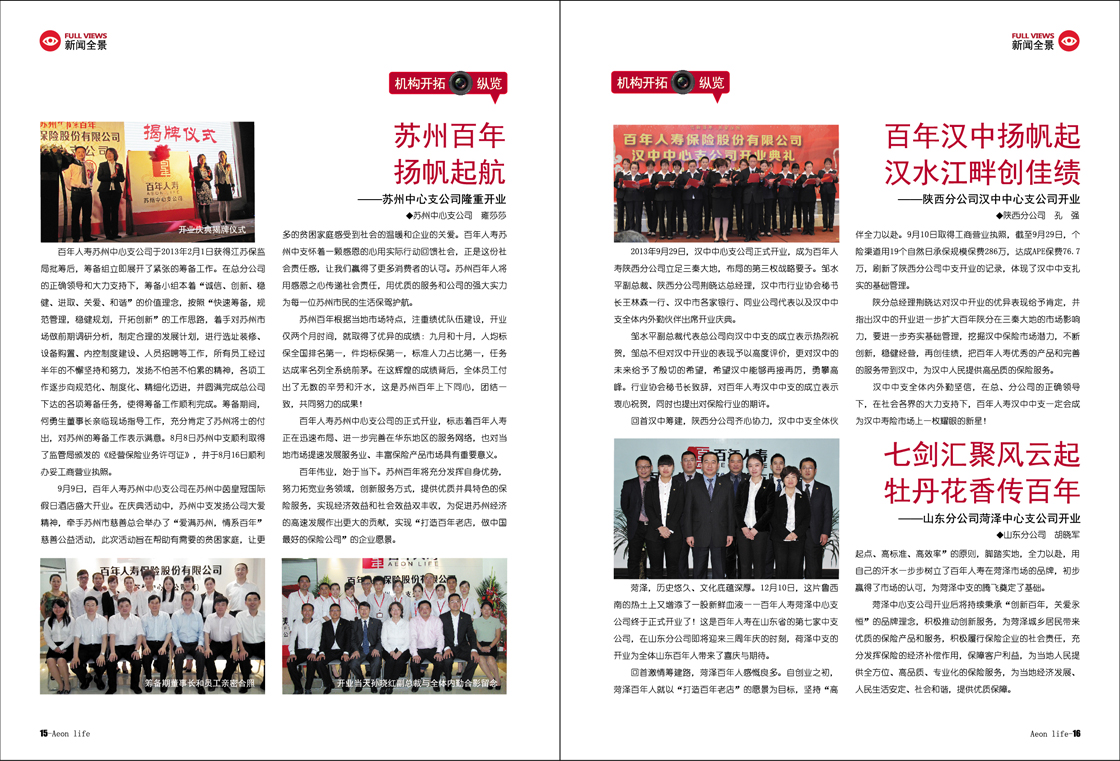 FULL VIEWS
新闻全景
机构开拓 纵览
苏州百年
扬帆起航
——苏州中心支公司隆重开业
◆苏州中心支公司 雍莎莎
保险股份有限公司
揭牌仪式
百年人寿
开业庆典揭牌仪式
百年人寿苏州中心支公司于2013年2月1日获得江苏保监
局批筹后，筹备组立即展开了紧张的筹备工作。在总分公司
的正确领导和大力支持下，筹备小组本着“诚信、创新、稳
健、进取、关爱、和谐”的价值理念，按照“快速筹备，规
范管理，稳健规划，开拓创新”的工作思路，着手对苏州市
场做前期调研分析，制定合理的发展计划，进行选址装修、
设备购置、内控制度建设、人员招聘等工作，所有员工经过
半年的不懈坚持和努力，发扬不怕苦不怕累的精神，各项工
作逐步向规范化、制度化、精细化迈进，并圆满完成总公司
下达的各项筹备任务，使得筹备工作顺利完成。筹备期间，
何勇生董事长亲临现场指导工作，充分肯定了苏州将士的付
出，对苏州的筹备工作表示满意。8月8日苏州中支顺利取得
了监管局颁发的《经营保险业务许可证》，并于8月16日顺利
办妥工商营业执照。
9月9日，百年人寿苏州中心支公司在苏州中茵皇冠国际
假日酒店盛大开业。在庆典活动中，苏州中支发扬公司大爱
精神，牵手苏州市慈善总会举办了“爱满苏州，情系百年”
慈善公益活动，此次活动旨在帮助有需要的贫困家庭，让更
多的贫困家庭感受到社会的温暖和企业的关爱。百年人寿苏
州中支怀着一颗感恩的心用实际行动回馈社会，正是这份社
会责任感，让我们赢得了更多消费者的认可。苏州百年人将
用感恩之心传递社会责任，用优质的服务和公司的强大实力
为每一位苏州市民的生活保驾护航。
苏州百年根据当地市场特点，注重绩优队伍建设，开业
仅两个月时间，就取得了优异的成绩：九月和十月，人均标
保全国排名第一，件均标保第一，标准人力占比第一，任务
达成率名列全系统前茅。在这辉煌的成绩背后，全体员工付
出了无数的辛劳和汗水，这是苏州百年上下同心，团结一
致，共同努力的成果！
百年人寿苏州中心支公司的正式开业，标志着百年人寿
正在迅速布局、进一步完善在华东地区的服务网络，也对当
地市场提速发展服务业、丰富保险产品市场具有重要意义。
百年伟业，始于当下。苏州百年将充分发挥自身优势，
努力拓宽业务领域，创新服务方式，提供优质并具特色的保
险服务，实现经济效益和社会效益双丰收，为促进苏州经济
的高速发展作出更大的贡献，实现“打造百年老店，做中国
最好的保险公司”的企业愿景。
百年人寿保险股份有限公司
筹备期董事长和员工亲密合照
AEON LIFE
开业当天孙晓红副总裁与全体内勤合影留念
15-Aeon life
FULL VIEWS
新闻全景
机构开拓 纵览
百年人寿保险股份有限公司
汉中中心支公司开业典礼
百年汉中扬帆起
汉水江畔创佳绩
——陕西分公司汉中中心支公司开业
◆陕西分公司 孔 强
2013年9月29日，汉中中心支公司正式开业，成为百年人
寿陕西分公司立足三秦大地，布局的第三枚战略要子。邹水
平副总裁、陕西分公司荆晓达总经理，汉中市行业协会秘书
长王林森一行、汉中市各家银行、同业公司代表以及汉中中
支全体内外勤伙伴出席开业庆典。
邹水平副总裁代表总公司向汉中中支的成立表示热烈祝
贺，邹总不但对汉中开业的表现予以高度评价，更对汉中的
未来给予了殷切的希望，希望汉中能够再接再厉，勇攀高
峰。行业协会秘书长致辞，对百年人寿汉中中支的成立表示
衷心祝贺，同时也提出对保险行业的期许。
回首汉中筹建，陕西分公司齐心协力，汉中中支全体伙
伴全力以赴。9月10日取得工商营业执照，截至9月29日，个
险渠道用19个自然日承保规模保费286万，达成APE保费76.7
万，刷新了陕西分公司中支开业的记录，体现了汉中中支扎
实的基础管理。
陕分总经理荆晓达对汉中开业的优异表现给予肯定，并
指出汉中的开业进一步扩大百年陕分在三秦大地的市场影响
力，要进一步夯实基础管理，挖掘汉中保险市场潜力，不断
创新，稳健经营，再创佳绩，把百年人寿优秀的产品和完善
的服务带到汉中，为汉中人民提供高品质的保险服务。
汉中中支全体内外勤坚信，在总、分公司的正确领导
下，在社会各界的大力支持下，百年人寿汉中中支一定会成
为汉中寿险市场上一枚耀眼的新星！
七剑汇聚风云起
牡丹花香传百年
——山东分公司菏泽中心支公司开业
◆山东分公司 胡晓军
菏泽，历史悠久、文化底蕴深厚。12月10日，这片鲁西
南的热土上又增添了一股新鲜血液——百年人寿菏泽中心支
公司终于正式开业了！这是百年人寿在山东省的第七家中支
公司，在山东分公司即将迎来三周年庆的时刻，菏泽中支的
开业为全体山东百年人带来了喜庆与期待。
回首激情筹建路，菏泽百年人感慨良多。自创业之初，
菏泽百年人就以“打造百年老店”的愿景为目标，坚持“高
起点、高标准、高效率”的原则，脚踏实地，全力以赴，用
自己的汗水一步步树立了百年人寿在菏泽市场的品牌，初步
赢得了市场的认可，为菏泽中支的腾飞奠定了基础。
菏泽中心支公司开业后将持续秉承“创新百年，关爱永
恒”的品牌理念，积极推动创新服务，为菏泽城乡居民带来
优质的保险产品和服务，积极履行保险企业的社会责任，充
分发挥保险的经济补偿作用，保障客户利益，为当地人民提
供全方位、高品质、专业化的保险服务，为当地经济发展、
人民生活安定、社会和谐，提供优质保障。
Aeon life-16